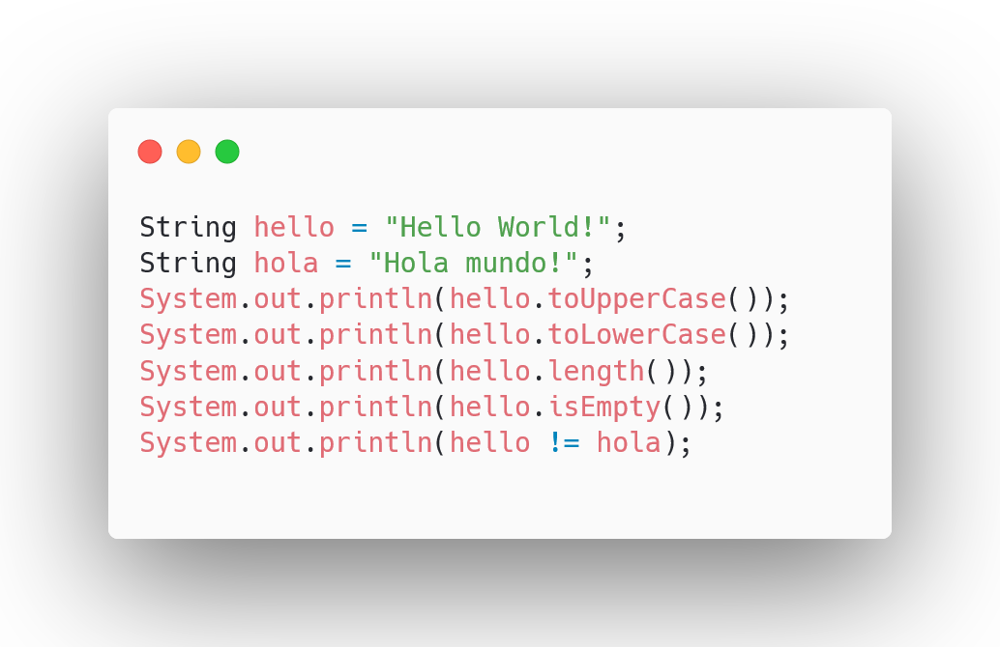 String hello = "Hello World!";
String hola = "Hola mundo!";
System.out.println(hello.toUpperCase());
System.out.println(hello.toLowerCase());
System.out.println(hello.length());
System.out.println(hello.isEmpty());
System.out.println(hello != hola);